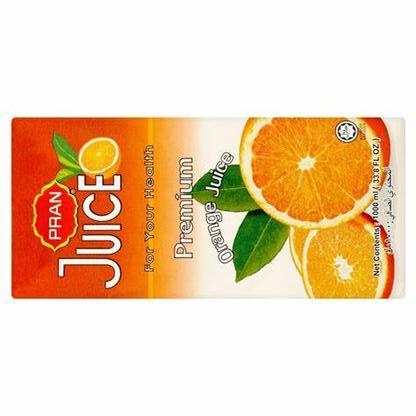 PRAN
JUICE
For Your Health
Premium
Orange Juice
Net Contents: 1000 ml ( 33.8 FL OZ.)